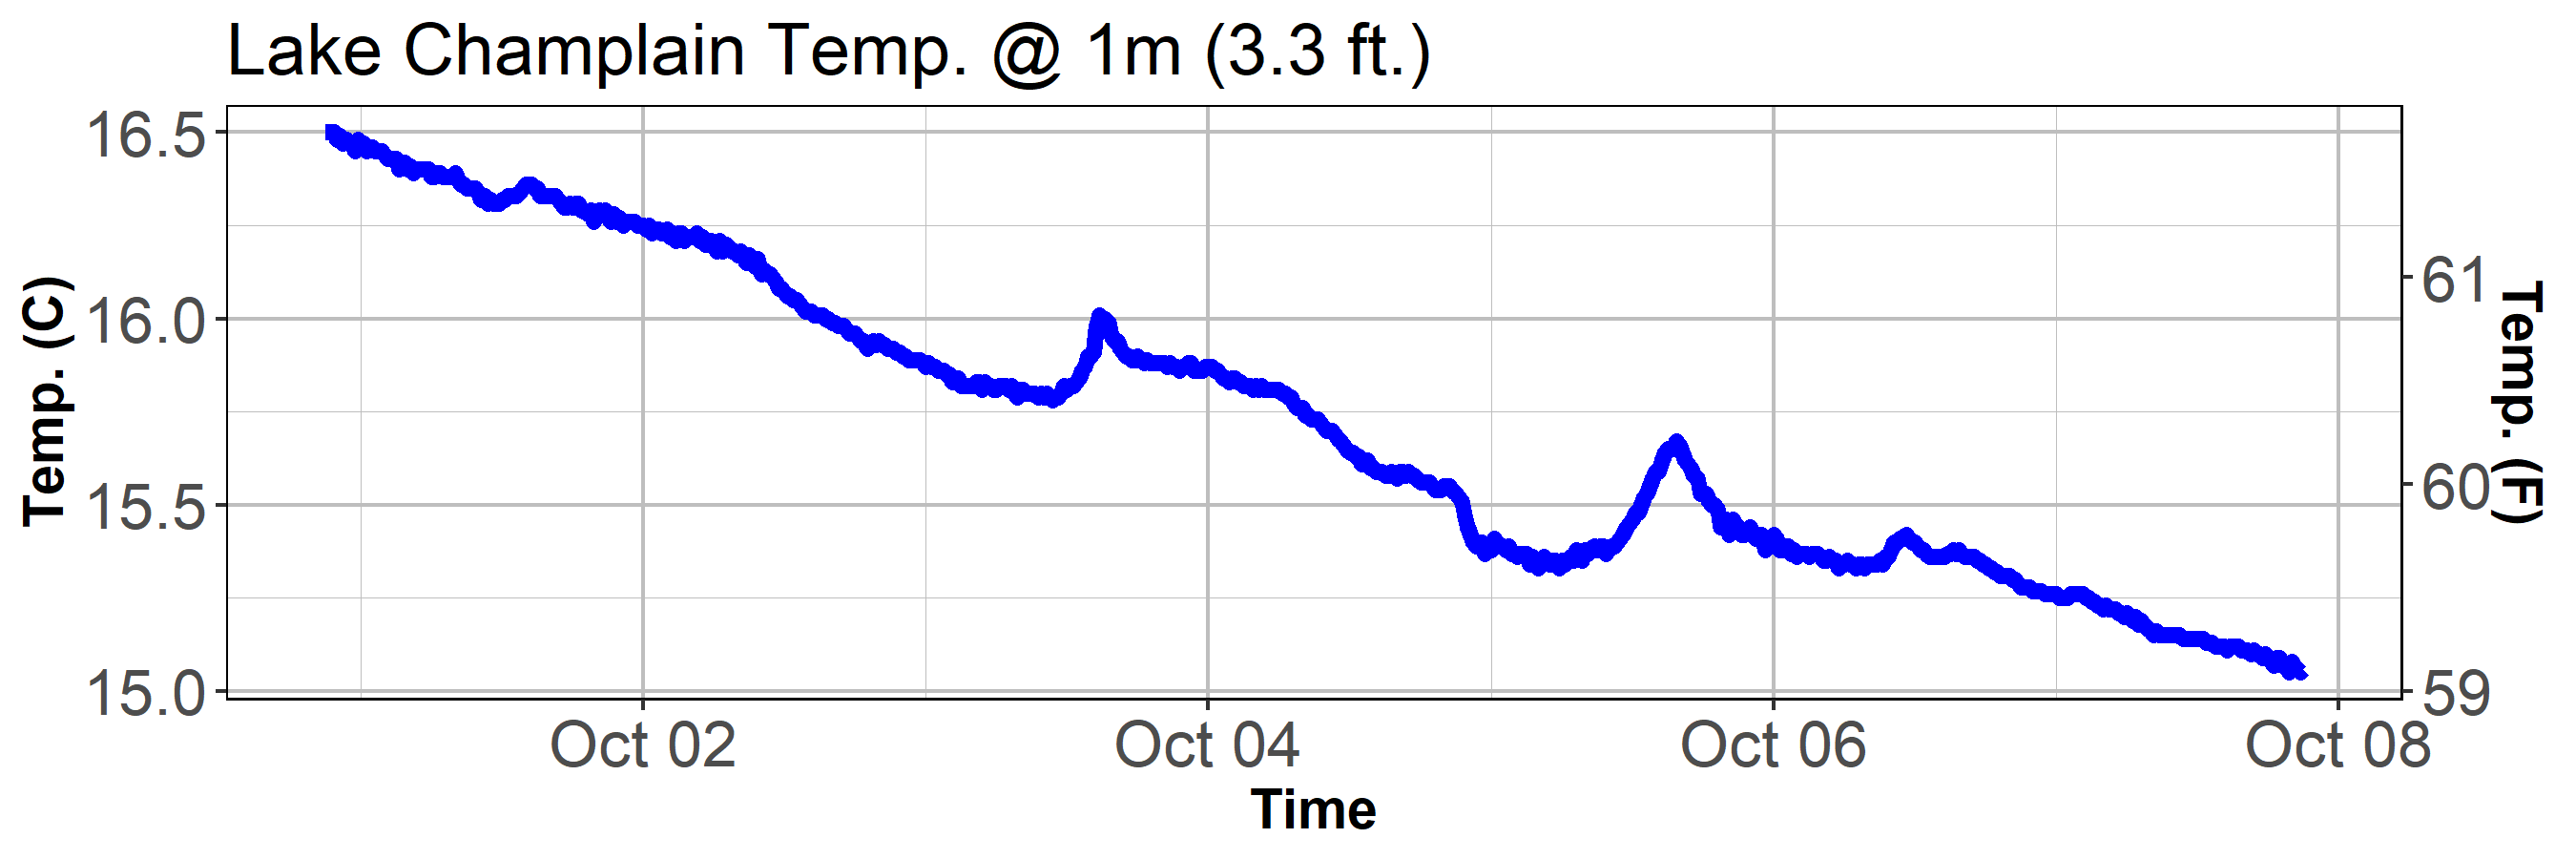 Lake Champlain Temp. @ 1m (3.3 ft.)
Temp. (C)
16.5
16.0
15.5
15.0
61
60
59
Temp. (F)
Oct 02 Oct 04 Oct 06 Oct 08
Time